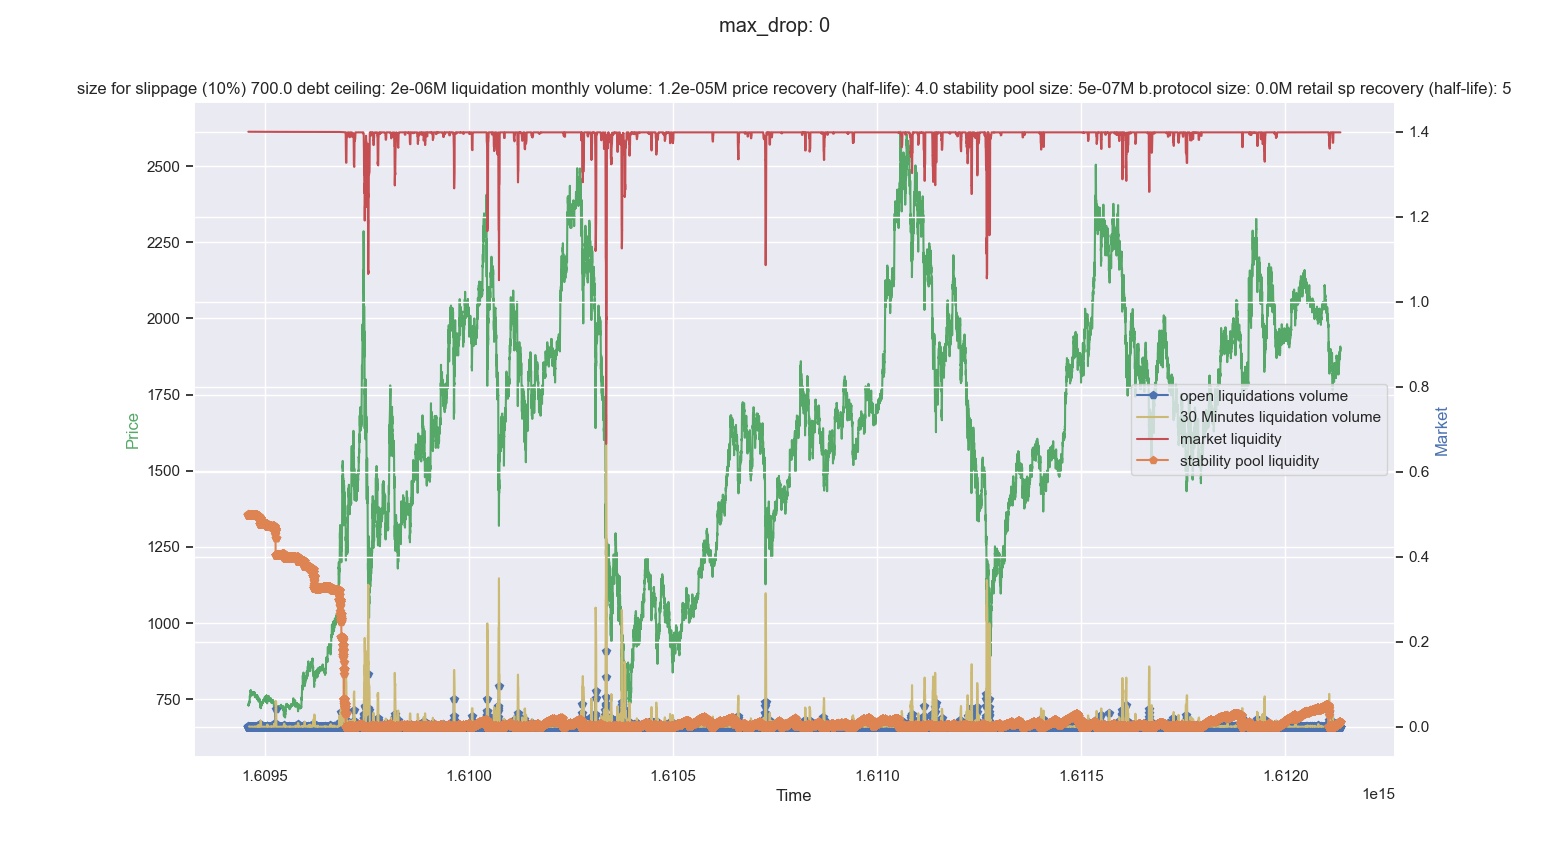 max_drop: 0
size for slippage (10%) 700.0 debt ceiling: 2e-06M liquidation monthly volume: 1.2e-05M price recovery (half-life): 4.0 stability pool size: 5e-07M b.protocol size: 0.0M retail sp recovery (half-life): 5
2500
2250
2000
1750
1500
1250
1000
750
Price
1.4
1.2
1.0
0.8
0.6
0.4
0.2
0.0
Market
open liquidations volume
30 Minutes liquidation volume
market liquidity
stability pool liquidity
1.6095
1.6100
1.6105
1.6110
1.6115
1.6120
1e15
Time